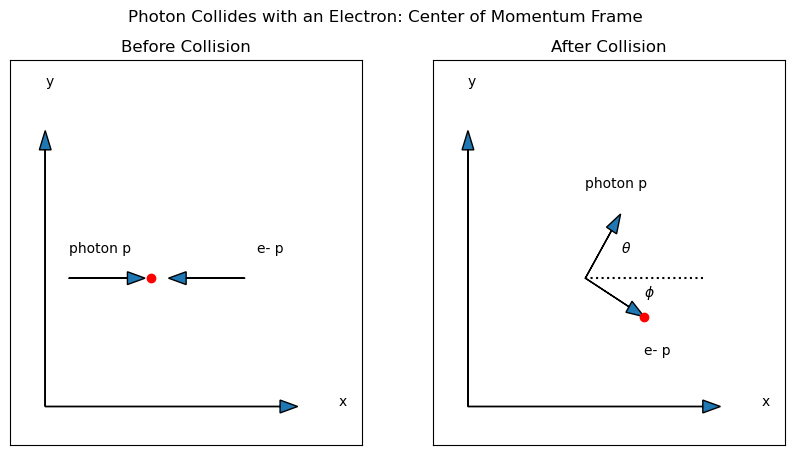 Photon Collides with an Electron: Center of Momentum Frame
Before Collision
y
photon p
e- p
x
After Collision
y
photon p
θ
ϕ
e- p
x